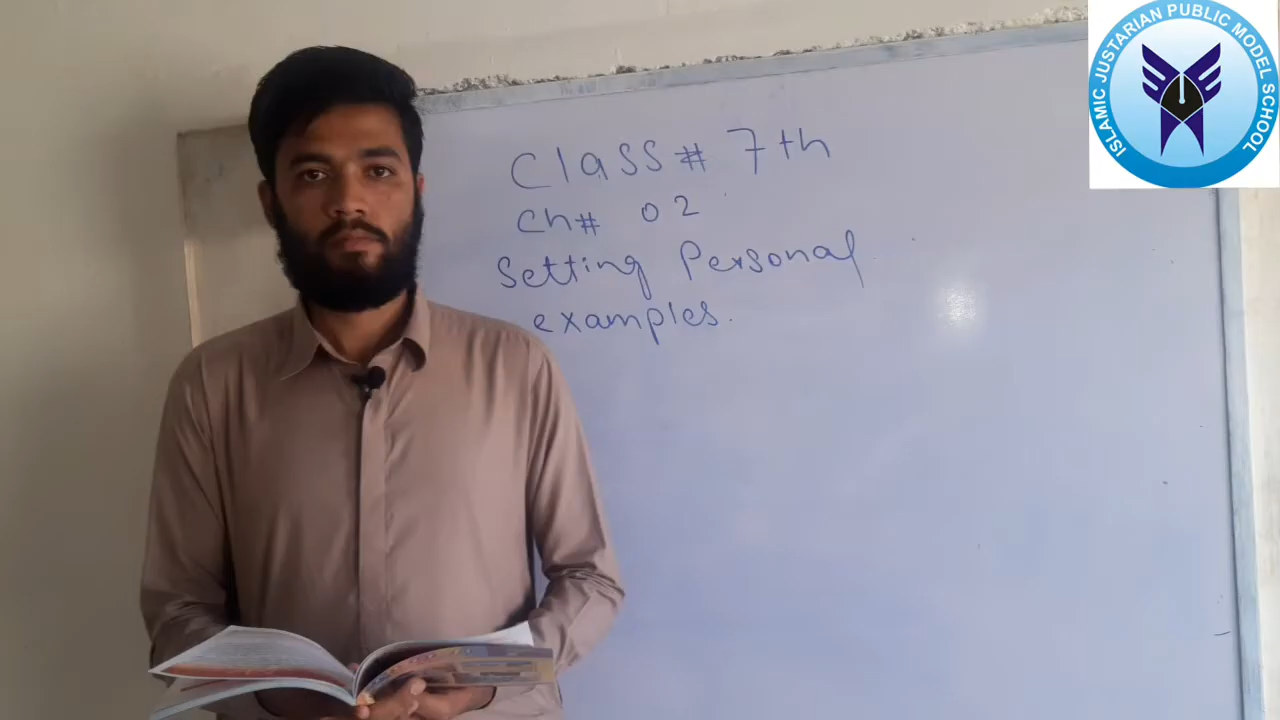 Class # 7th
Ch# 02
Setting Personal
examples.
ISLAMIC JUSTARIAN PUBLIC MODEL SCHOOL